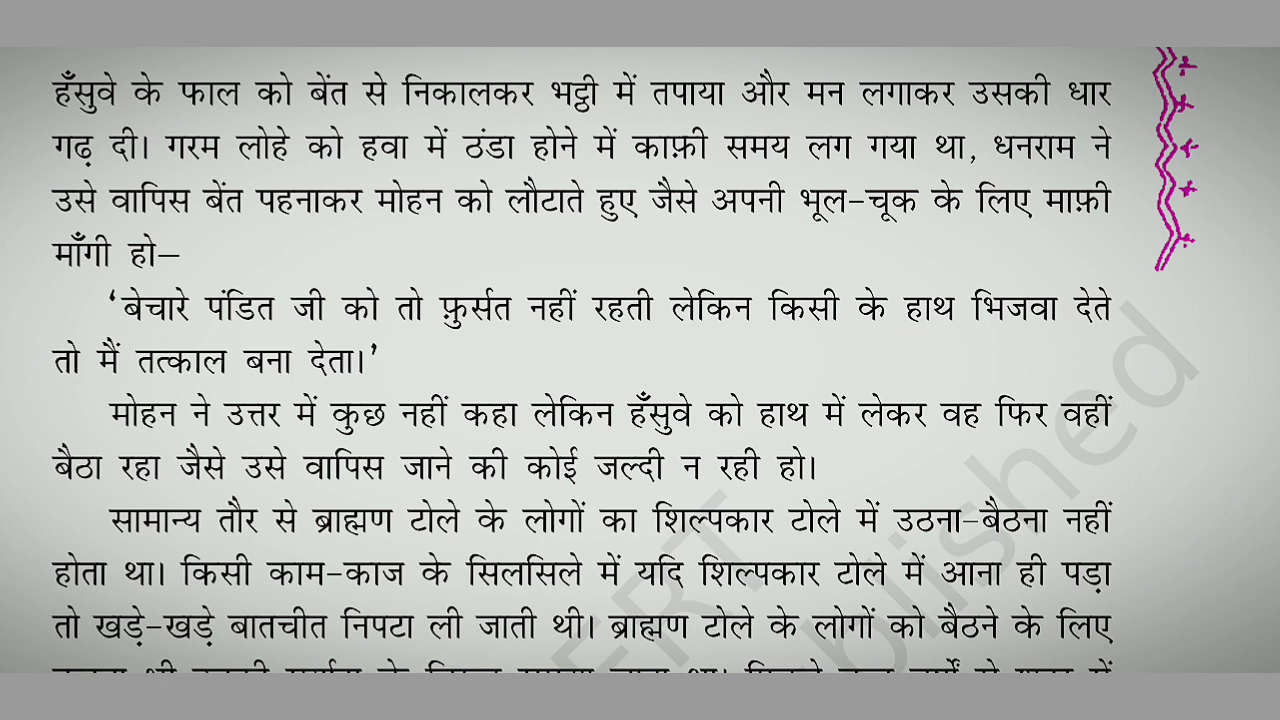 हँसुवे के फाल को बेंत से निकालकर भट्ठी में तपाया और मन लगाकर उसकी धार
गढ़ दी। गरम लोहे को हवा में ठंडा होने में काफ़ी समय लग गया था, धनराम ने
उसे वापिस बेंत पहनाकर मोहन को लौटाते हुए जैसे अपनी भूल-चूक के लिए माफ़ी
माँगी हो–
‘बेचारे पंडित जी को तो फ़ुर्सत नहीं रहती लेकिन किसी के हाथ भिजवा देते
तो मैं तत्काल बना देता।’
मोहन ने उत्तर में कुछ नहीं कहा लेकिन हँसुवे को हाथ में लेकर वह फिर वहीं
बैठा रहा जैसे उसे वापिस जाने की कोई जल्दी न रही हो।
सामान्य तौर से ब्राह्मण टोले के लोगों का शिल्पकार टोले में उठना-बैठना नहीं
होता था। किसी काम-काज के सिलसिले में यदि शिल्पकार टोले में आना ही पड़ा
तो खड़े-खड़े बातचीत निपटा ली जाती थी। ब्राह्मण टोले के लोगों को बैठने के लिए
ERT
blished